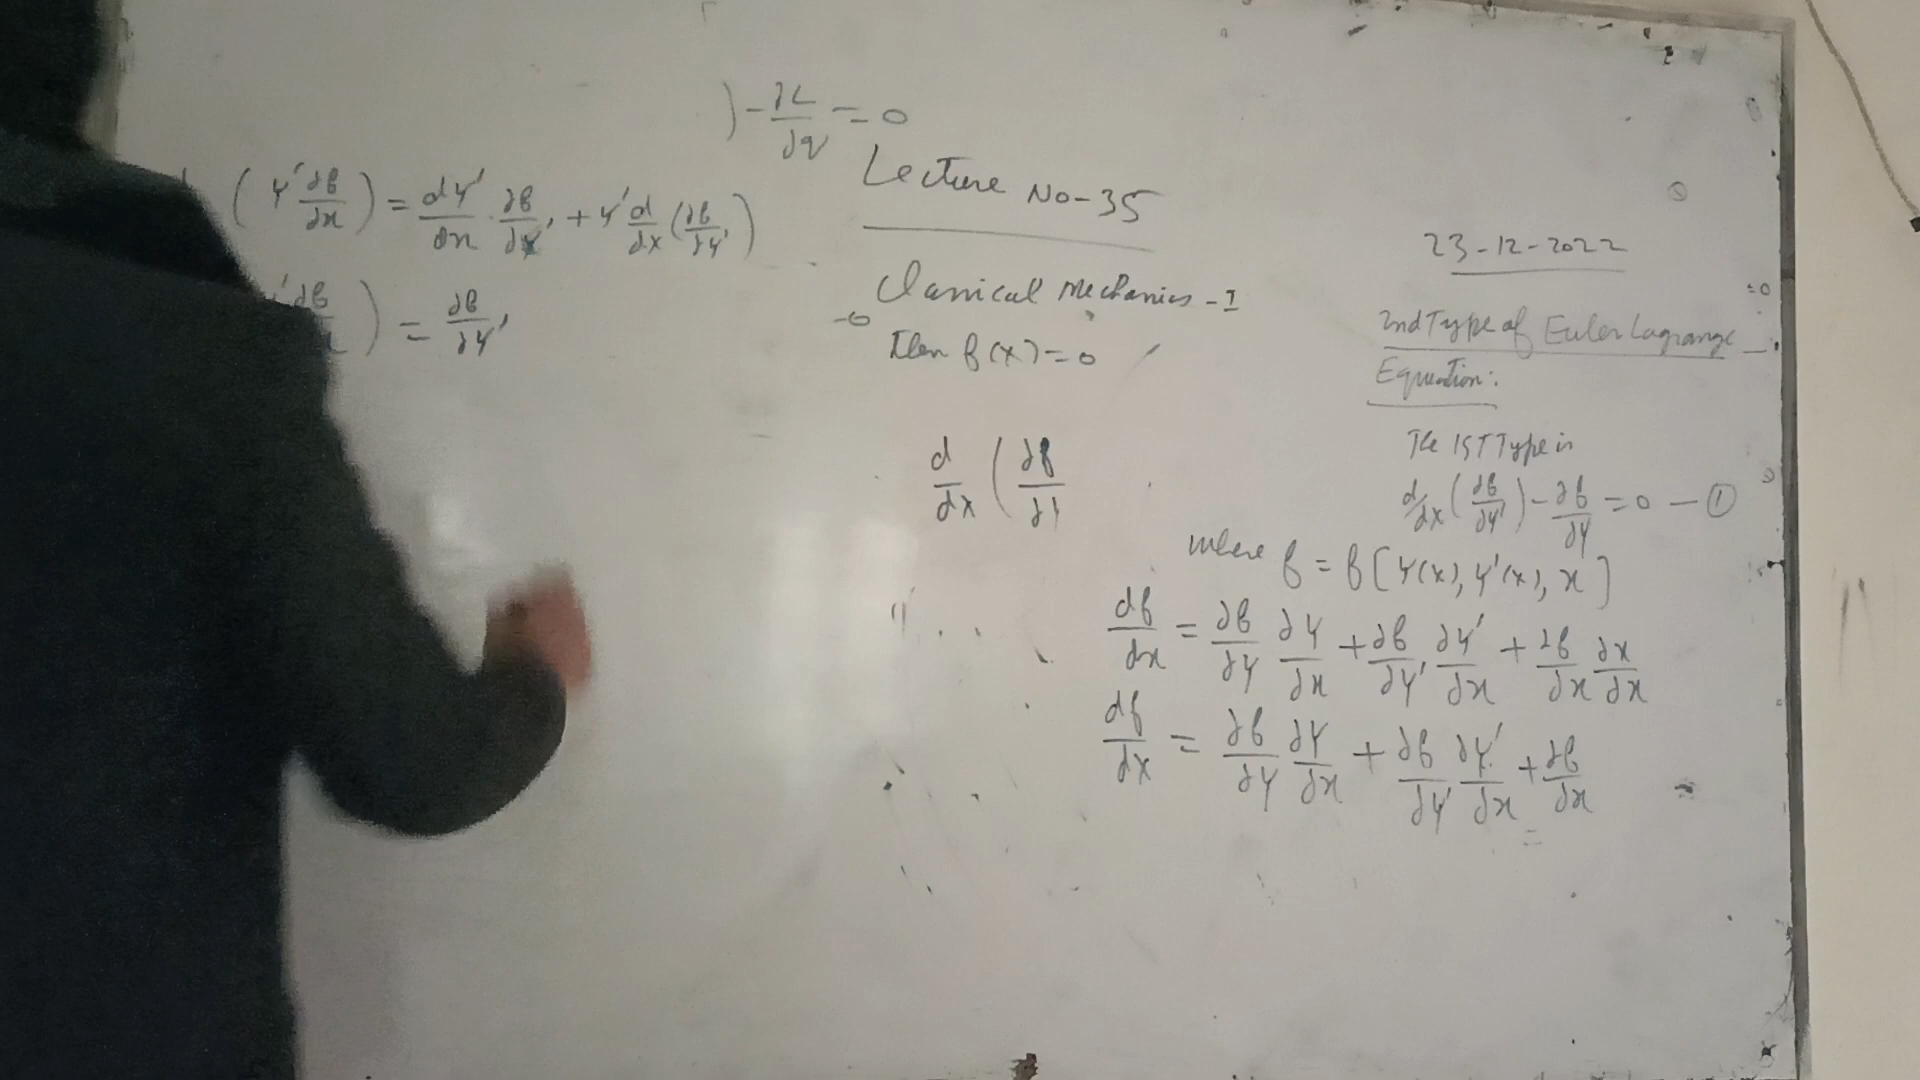 ) - ∂L/∂q = 0
(y' ∂f/∂x) = dy'/dx · ∂f/∂y' + y' d/dx (∂f/∂y')
) = ∂f/∂y'
Lecture No-35
Classical Mechanics - I
Then f(x) = 0
d/dx (∂f/∂y
23-12-2022
2nd Type of Euler Lagrange
Equation:
The 1ST Type is
d/dx (∂f/∂y') - ∂f/∂y = 0 — ①
where f = f[y(x), y'(x), x]
df/dx = ∂f/∂y ∂y/∂x + ∂f/∂y' ∂y'/∂x + ∂f/∂x ∂x/∂x
df/dx = ∂f/∂y ∂y/∂x + ∂f/∂y' ∂y'/∂x + ∂f/∂x